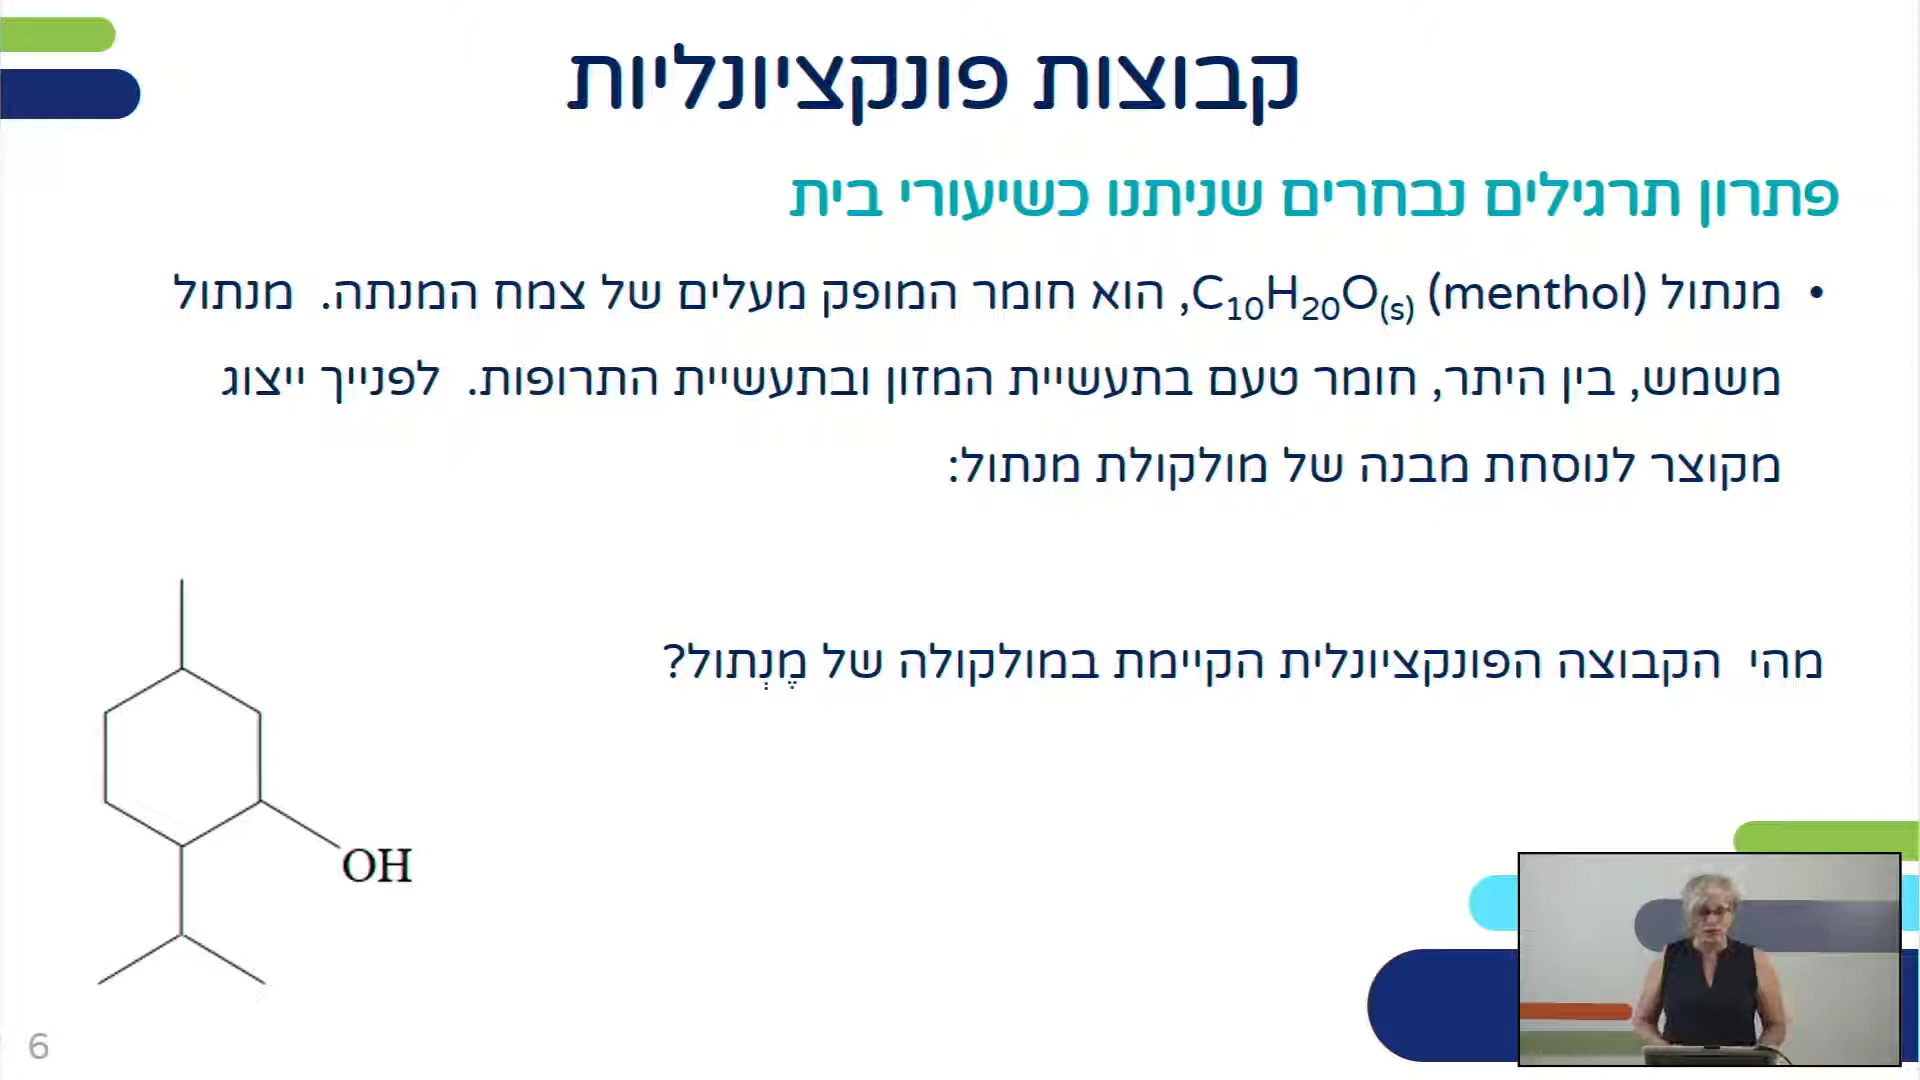 קבוצות פונקציונליות
פתרון תרגילים נבחרים שניתנו כשיעורי בית
• מנתול (menthol) C₁₀H₂₀O₍ₛ₎, הוא חומר המופק מעלים של צמח המנתה. מנתול
משמש, בין היתר, חומר טעם בתעשיית המזון ובתעשיית התרופות. לפנייך ייצוג
מקוצר לנוסחת מבנה של מולקולת מנתול:
מהי הקבוצה הפונקציונלית הקיימת במולקולה של מֶנְתול?
OH
6